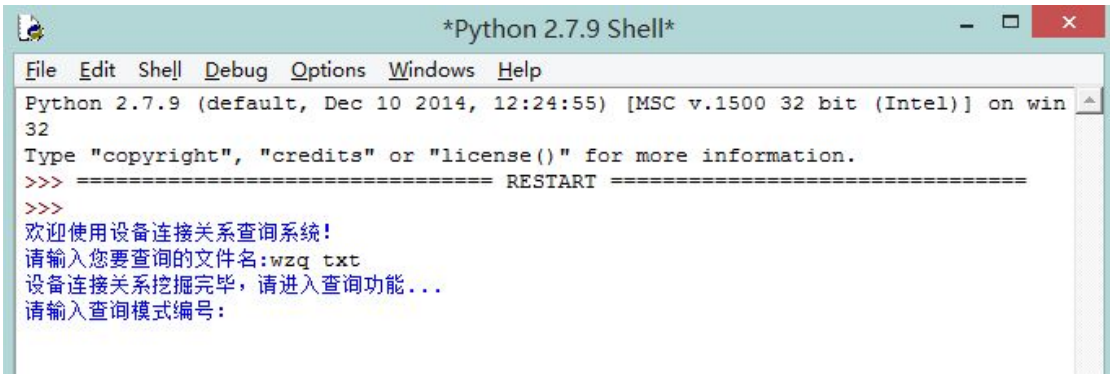 *Python 2.7.9 Shell*
File Edit Shell Debug Options Windows Help
Python 2.7.9 (default, Dec 10 2014, 12:24:55) [MSC v.1500 32 bit (Intel)] on win
32
Type "copyright", "credits" or "license()" for more information.
>>> ================================ RESTART ================================
>>>
欢迎使用设备连接关系查询系统!
请输入您要查询的文件名:wzq txt
设备连接关系挖掘完毕，请进入查询功能...
请输入查询模式编号: